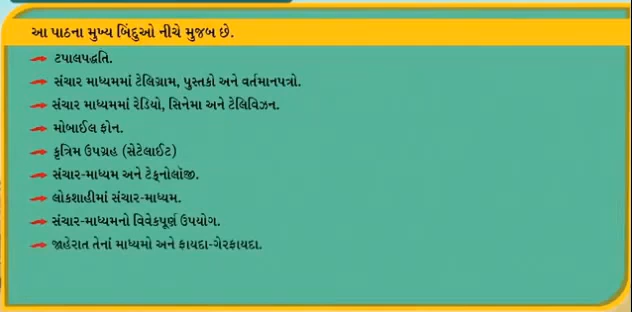 આ પાઠના મુખ્ય બિંદુઓ નીચે મુજબ છે.
ટપાલપદ્ધતિ.
સંચાર માધ્યમમાં ટેલિગ્રામ, પુસ્તકો અને વર્તમાનપત્રો.
સંચાર માધ્યમમાં રેડિયો, સિનેમા અને ટેલિવિઝન.
મોબાઈલ ફોન.
કૃત્રિમ ઉપગ્રહ (સેટેલાઈટ)
સંચાર-માધ્યમ અને ટેક્નોલૉજી.
લોકશાહીમાં સંચાર-માધ્યમ.
સંચાર-માધ્યમનો વિવેકપૂર્ણ ઉપયોગ.
જાહેરાત તેનાં માધ્યમો અને ફાયદા-ગેરફાયદા.